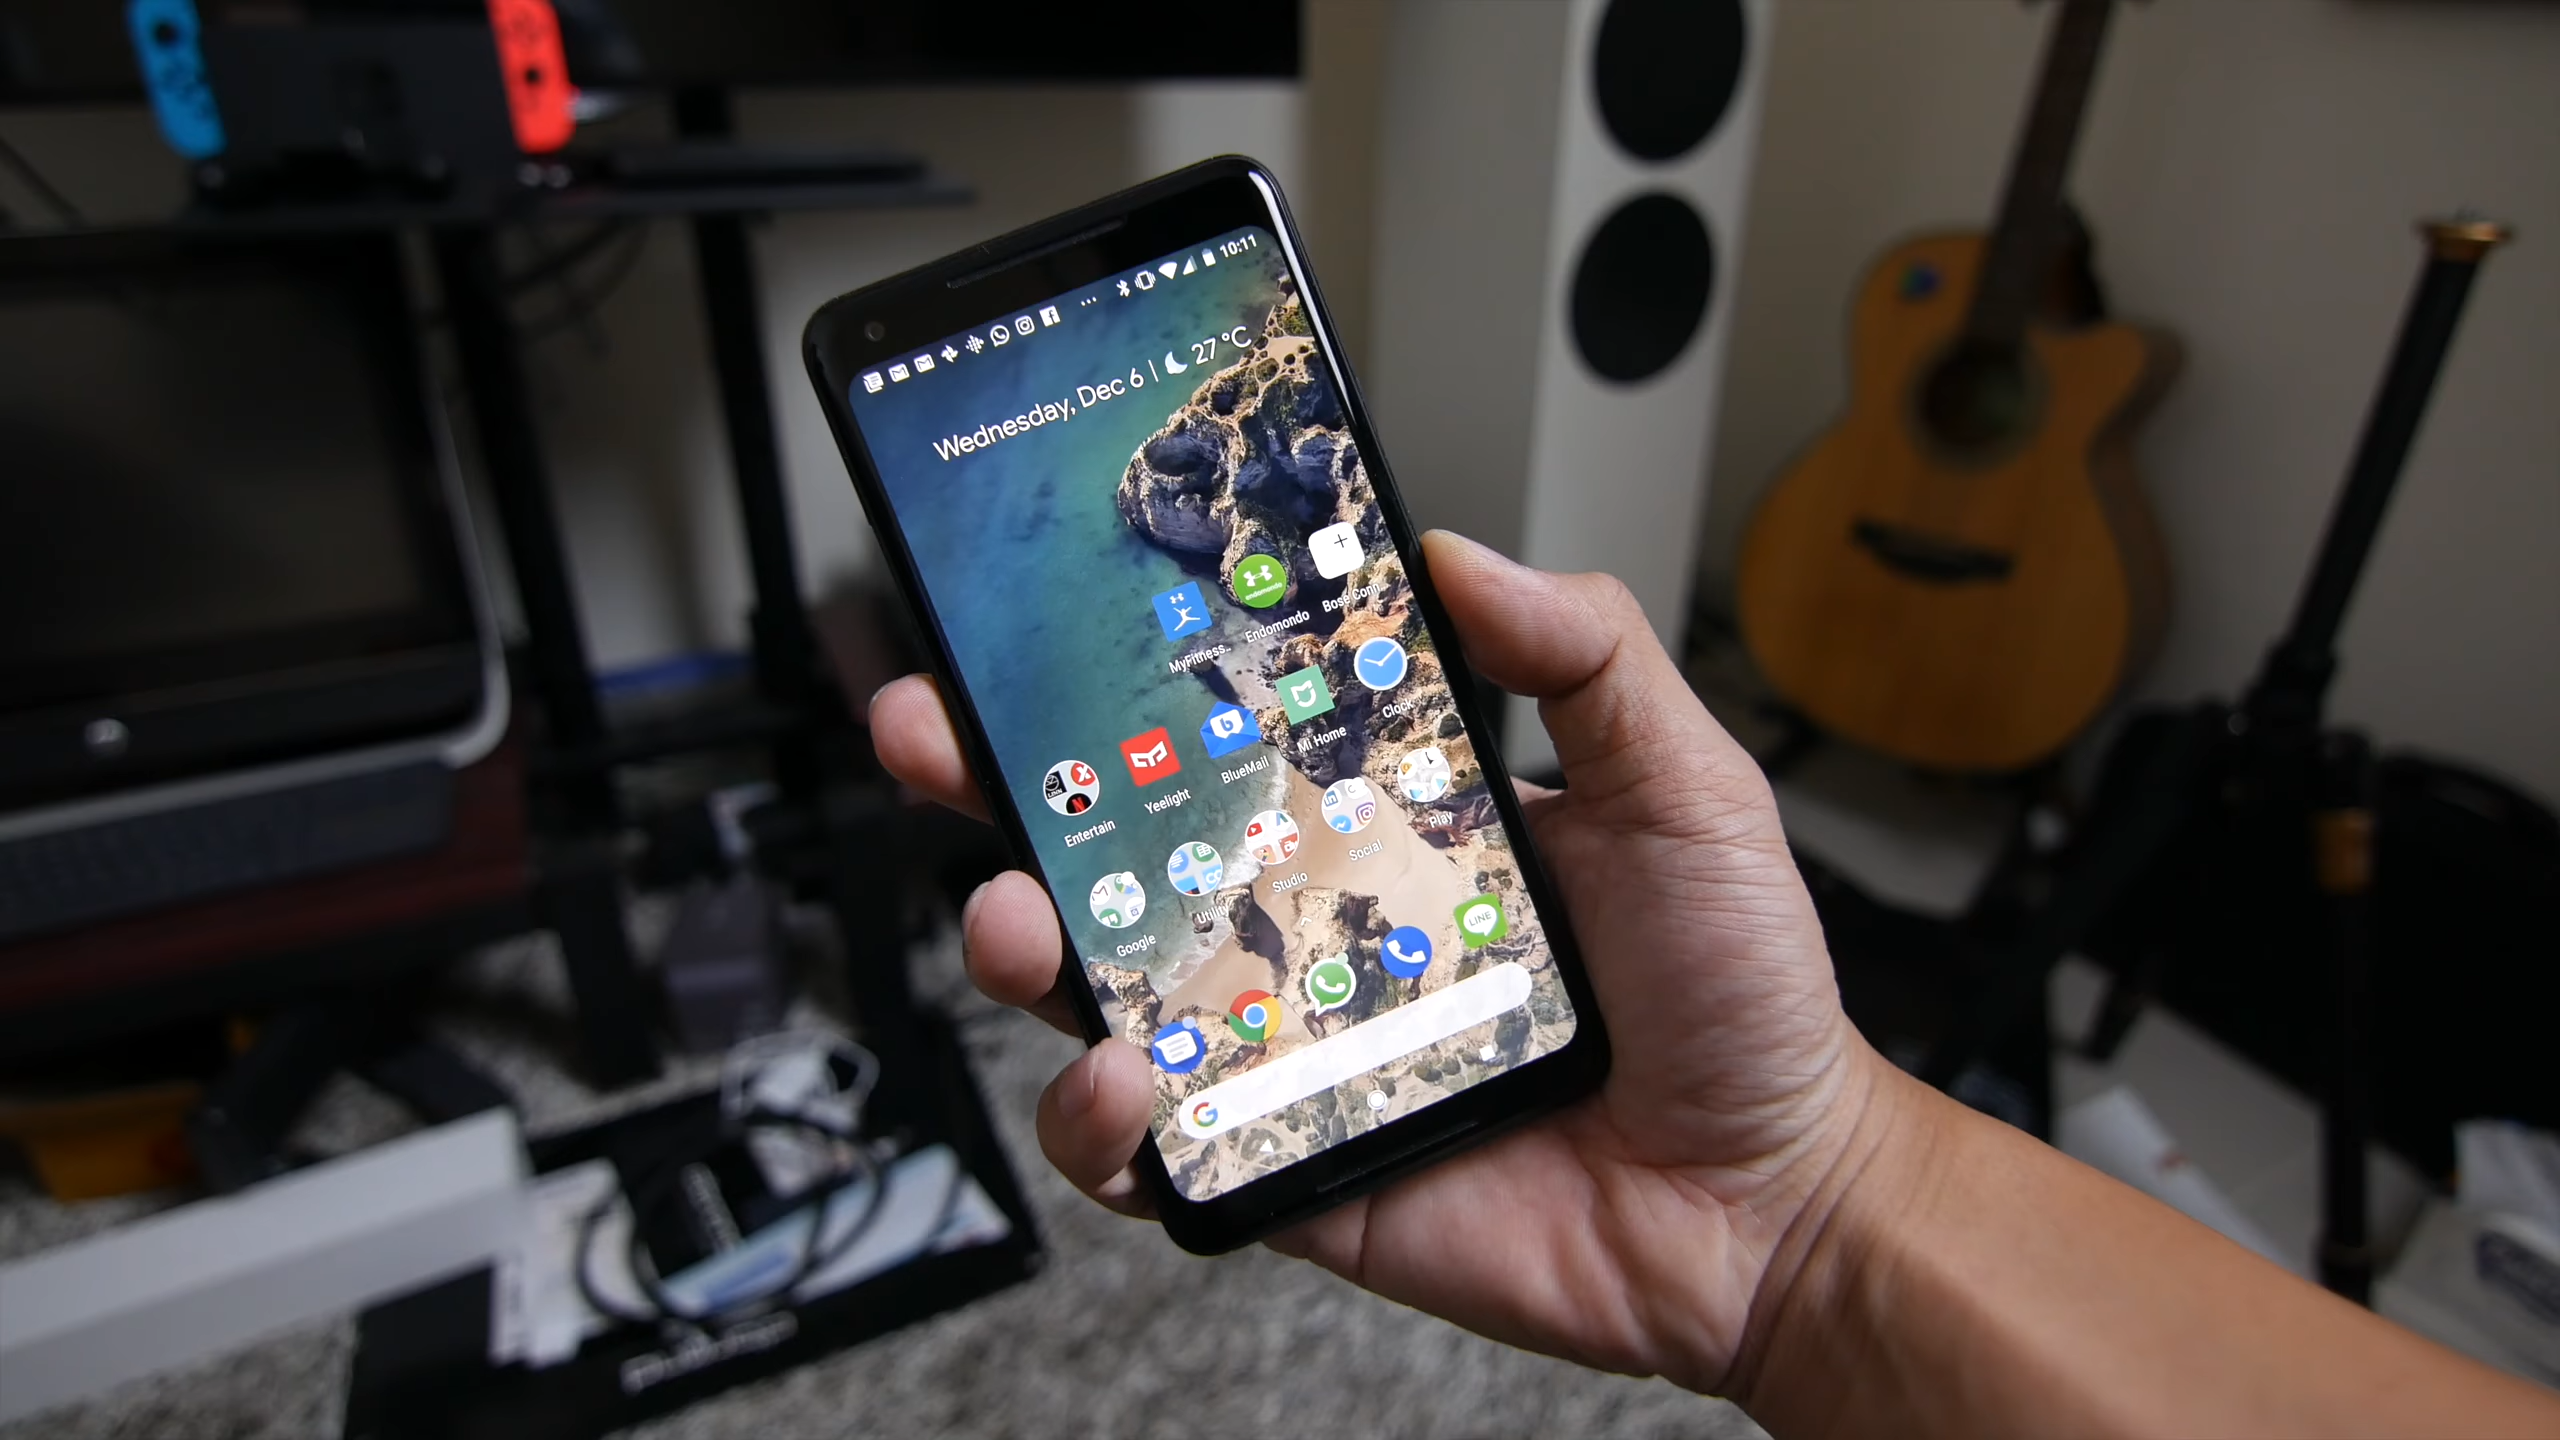 10:11
Wednesday, Dec 6 | 27 °C
MyFitness..
Endomondo
Bose Conn
Entertain
Yeelight
BlueMail
Mi Home
Clock
Google
Utility
Studio
Social
Play
LINE